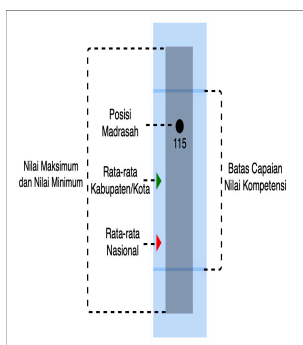 Posisi
Madrasah
115
Nilai Maksimum
dan Nilai Minimum
Rata-rata
Kabupaten/Kota
Batas Capaian
Nilai Kompetensi
Rata-rata
Nasional